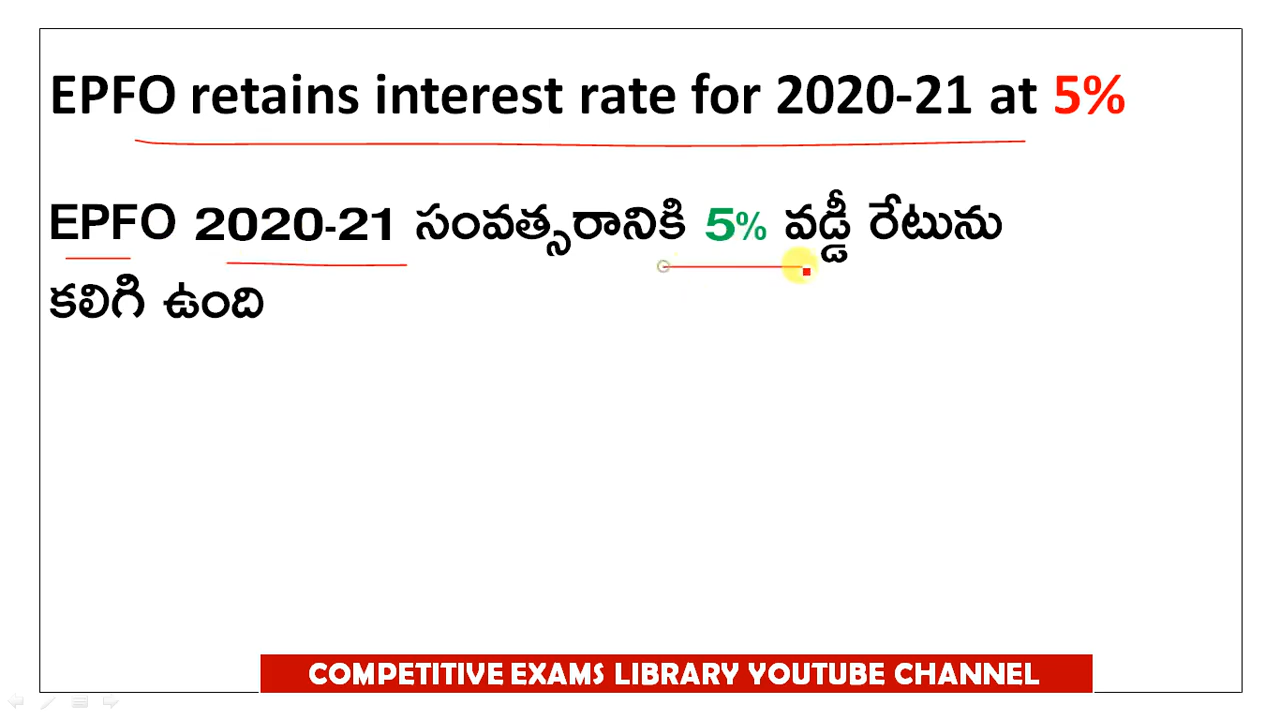 EPFO retains interest rate for 2020-21 at 5%
EPFO 2020-21 సంవత్సరానికి 5% వడ్డీ రేటును
కలిగి ఉంది
COMPETITIVE EXAMS LIBRARY YOUTUBE CHANNEL